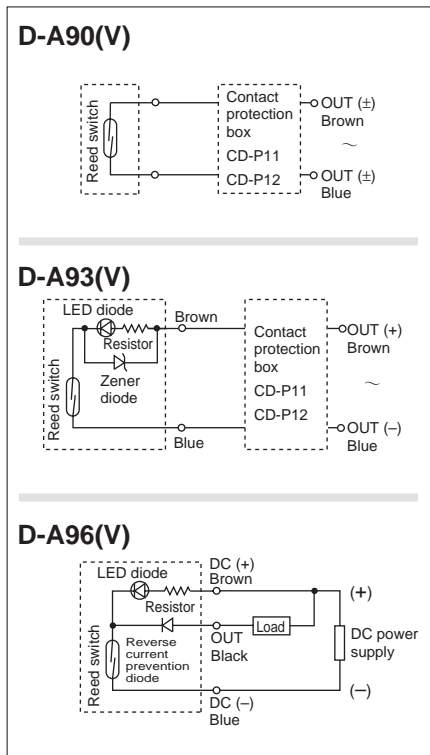 D-A90(V)
Reed switch
Contact
protection
box
CD-P11
CD-P12
OUT (±)
Brown
~
OUT (±)
Blue
D-A93(V)
LED diode
Resistor
Zener
diode
Reed switch
Brown
Blue
Contact
protection
box
CD-P11
CD-P12
OUT (+)
Brown
~
OUT (–)
Blue
D-A96(V)
LED diode
Resistor
Reverse
current
prevention
diode
Reed switch
DC (+)
Brown
OUT
Black
Load
DC (–)
Blue
(+)
DC power
supply
(–)